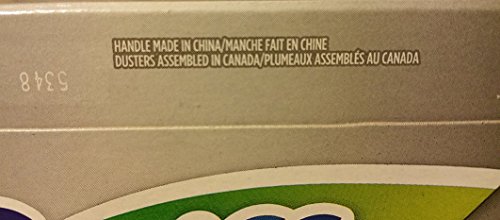 HANDLE MADE IN CHINA/MANCHE FAIT EN CHINE
DUSTERS ASSEMBLED IN CANADA/PLUMEAUX ASSEMBLÉS AU CANADA
5348